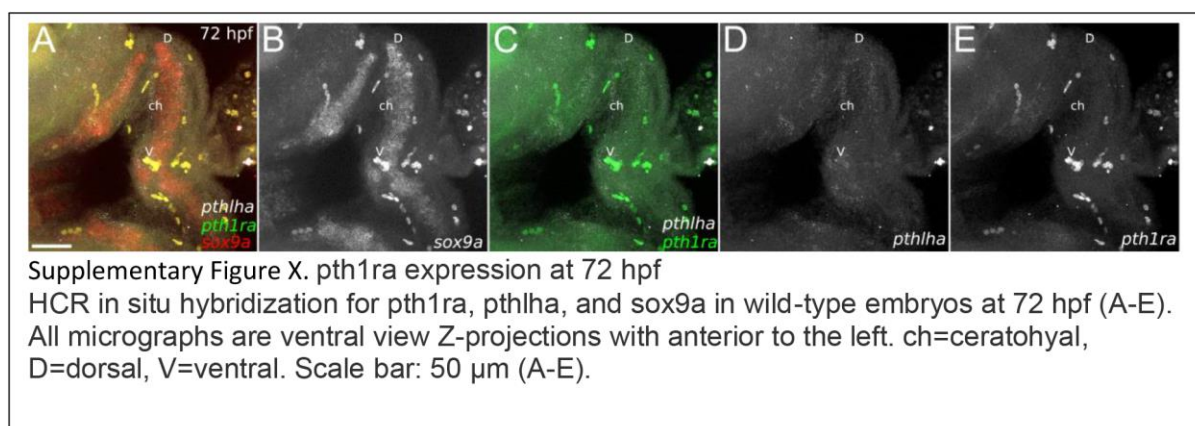 A 72 hpf D B D C D D D E D
ch ch ch ch ch
V V V V V
pthlha pthlha
pth1ra pth1ra
sox9a sox9a pthlha pth1ra
Supplementary Figure X. pth1ra expression at 72 hpf
HCR in situ hybridization for pth1ra, pthlha, and sox9a in wild-type embryos at 72 hpf (A-E).
All micrographs are ventral view Z-projections with anterior to the left. ch=ceratohyal,
D=dorsal, V=ventral. Scale bar: 50 µm (A-E).